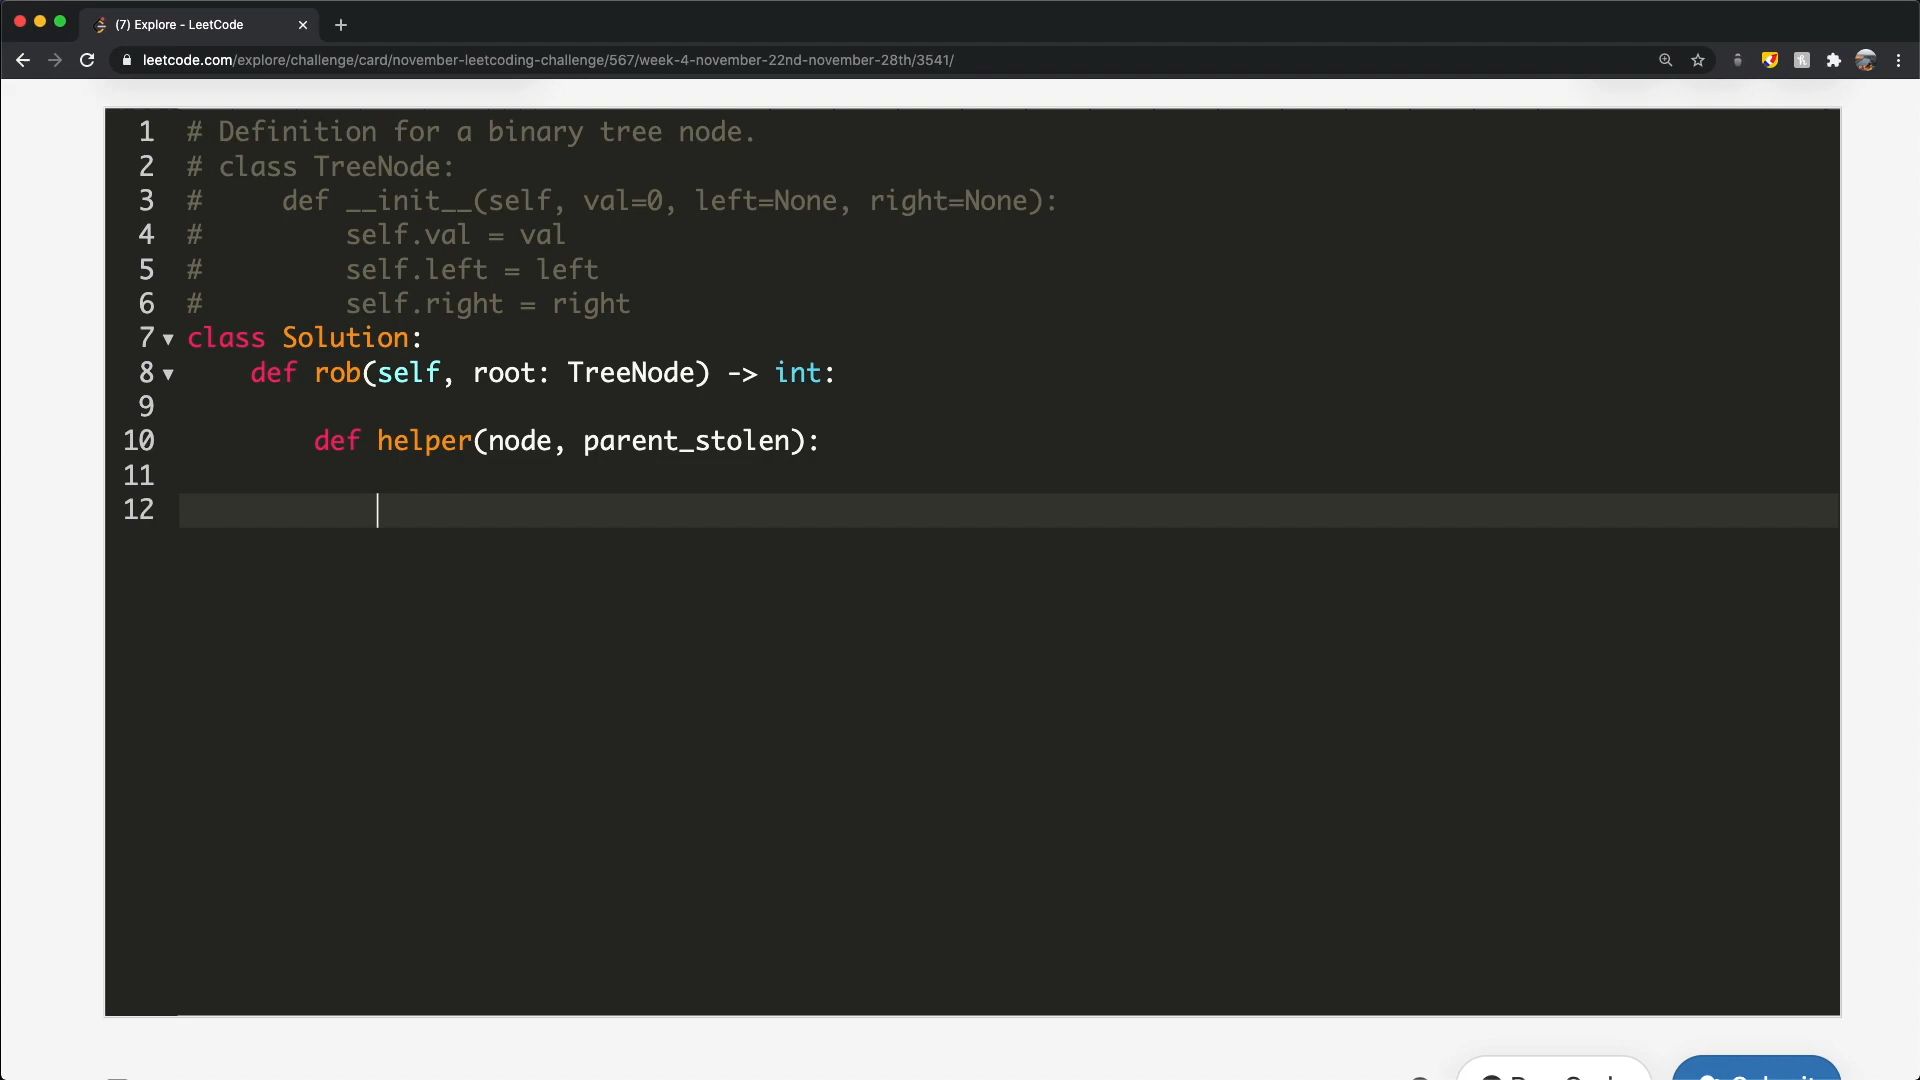 (7) Explore - LeetCode
leetcode.com/explore/challenge/card/november-leetcoding-challenge/567/week-4-november-22nd-november-28th/3541/
1 # Definition for a binary tree node.
2 # class TreeNode:
3 #     def __init__(self, val=0, left=None, right=None):
4 #         self.val = val
5 #         self.left = left
6 #         self.right = right
7 class Solution:
8     def rob(self, root: TreeNode) -> int:
9
10         def helper(node, parent_stolen):
11
12